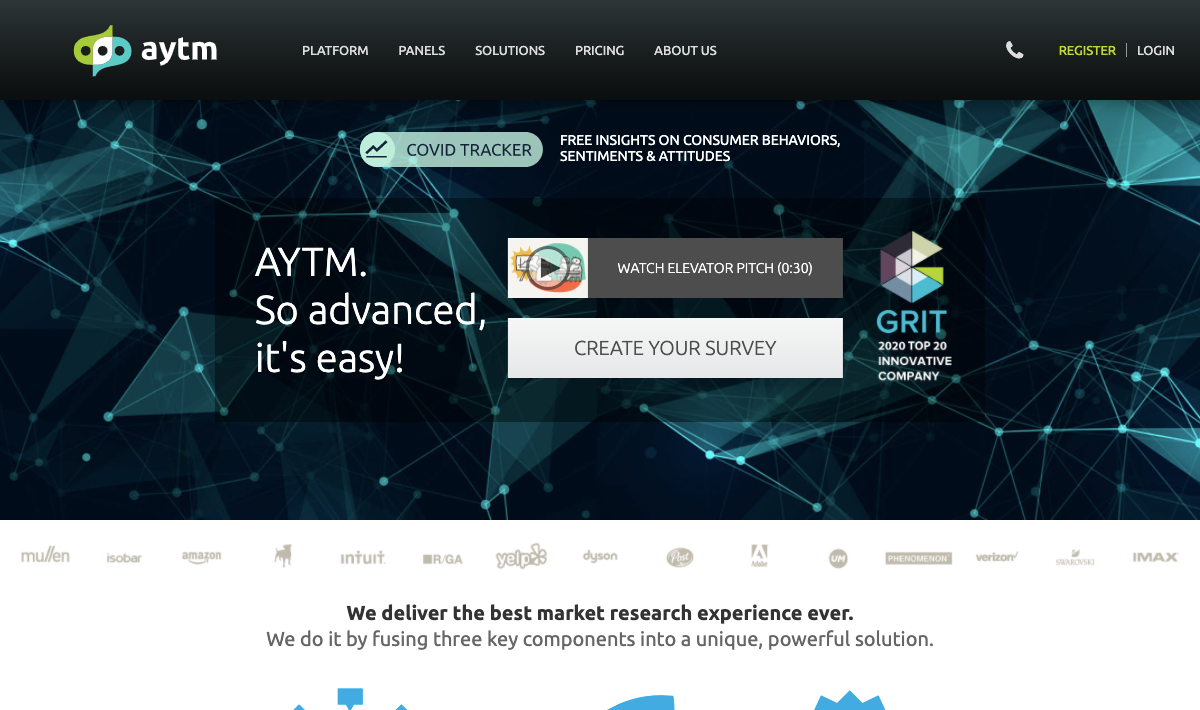 aytm
PLATFORM
PANELS
SOLUTIONS
PRICING
ABOUT US
REGISTER
LOGIN
COVID TRACKER
FREE INSIGHTS ON CONSUMER BEHAVIORS,
SENTIMENTS & ATTITUDES
AYTM.
So advanced,
it's easy!
WATCH ELEVATOR PITCH (0:30)
CREATE YOUR SURVEY
GRIT
2020 TOP 20
INNOVATIVE
COMPANY
mullen
isobar
amazon
intuit
R/GA
yelp
dyson
Post
Adobe
UM
PHENOMENON
verizon
SWAROVSKI
IMAX
We deliver the best market research experience ever.
We do it by fusing three key components into a unique, powerful solution.